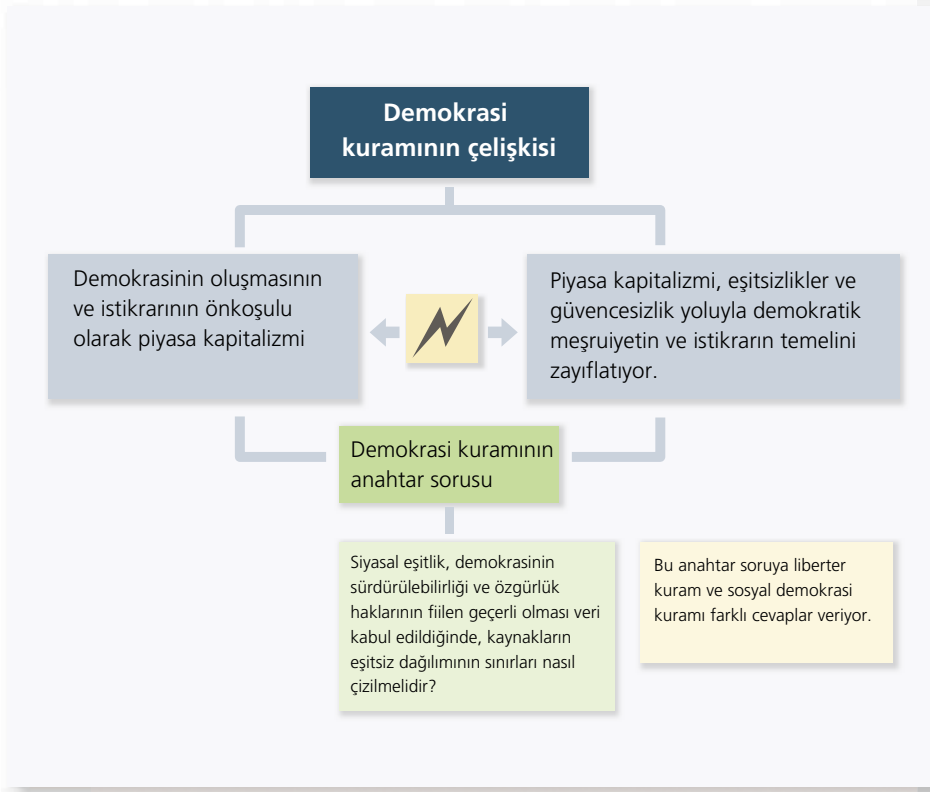 Demokrasi
kuramının çelişkisi
Demokrasinin oluşmasının
ve istikrarının önkoşulu
olarak piyasa kapitalizmi
Piyasa kapitalizmi, eşitsizlikler ve
güvencesizlik yoluyla demokratik
meşruiyetin ve istikrarın temelini
zayıflatıyor.
Demokrasi kuramının
anahtar sorusu
Siyasal eşitlik, demokrasinin
sürdürülebilirliği ve özgürlük
haklarının fiilen geçerli olması veri
kabul edildiğinde, kaynakların
eşitsiz dağılımının sınırları nasıl
çizilmelidir?
Bu anahtar soruya liberter
kuram ve sosyal demokrasi
kuramı farklı cevaplar veriyor.